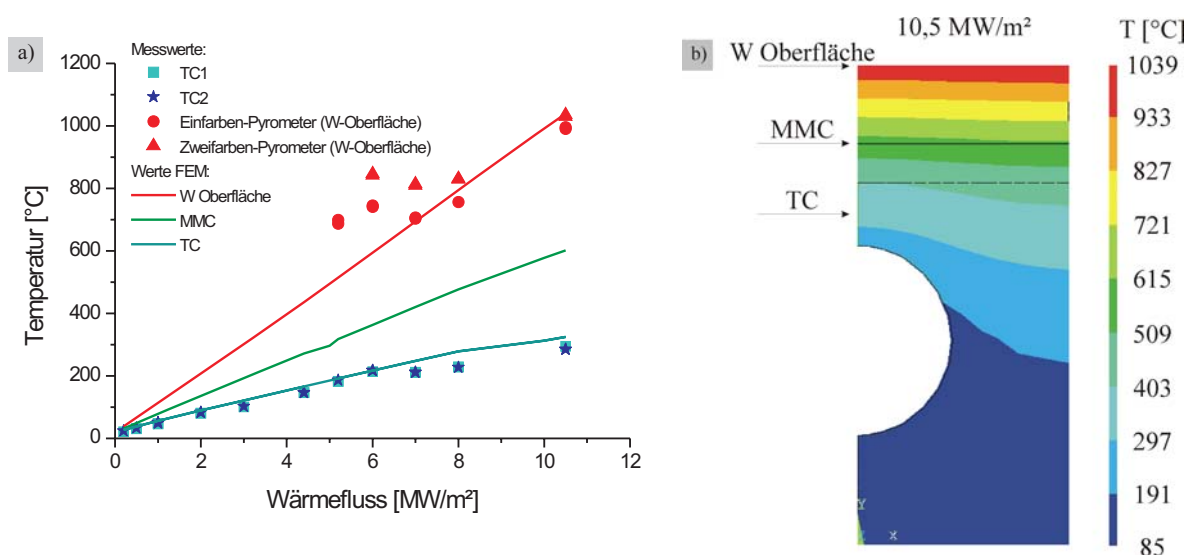 a)
Messwerte:
TC1
TC2
Einfarben-Pyrometer (W-Oberfläche)
Zweifarben-Pyrometer (W-Oberfläche)
Werte FEM:
W Oberfläche
MMC
TC
1200
1000
800
600
400
200
0
Temperatur [°C]
0
2
4
6
8
10
12
Wärmefluss [MW/m²]
b)
10,5 MW/m²
T [°C]
W Oberfläche
MMC
TC
1039
933
827
721
615
509
403
297
191
85
Y
X